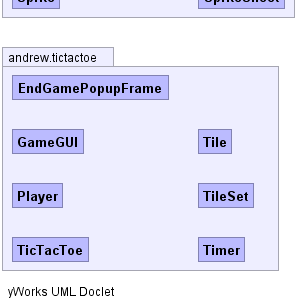 andrew.tictactoe
EndGamePopupFrame
GameGUI Tile
Player TileSet
TicTacToe Timer
yWorks UML Doclet